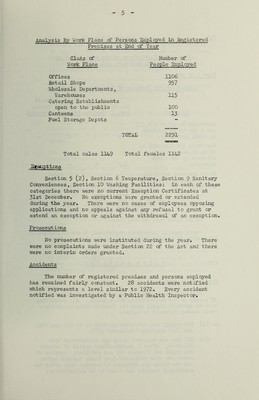 - 5 -
Analysis by Work Place of Persons Employed in Registered
Premises at End of Year
Class of Number of
Work Place People Employed
Offices 1106
Retail Shops 957
Wholesale Departments,
Warehouses 115
Catering Establishments
open to the public 100
Canteens 13
Fuel Storage Depots -
TOTAL 2291
Total males 1149 Total females 1142
Exemptions
Section 5 (2), Section 6 Temperature, Section 9 Sanitary
Conveniences, Section 10 Washing Facilities: in each of these
categories there were no current Exemption Certificates at
31st December. No exemptions were granted or extended
during the year. There were no cases of employees opposing
applications and no appeals against any refusal to grant or
extend an exemption or against the withdrawal of an exemption.
Prosecutions
No prosecutions were instituted during the year. There
were no complaints made under Section 22 of the Act and there
were no interim orders granted.
Accidents
The number of registered premises and persons employed
has remained fairly constant. 28 accidents were notified
which represents a level similar to 1972. Every accident
notified was investigated by a Public Health Inspector.